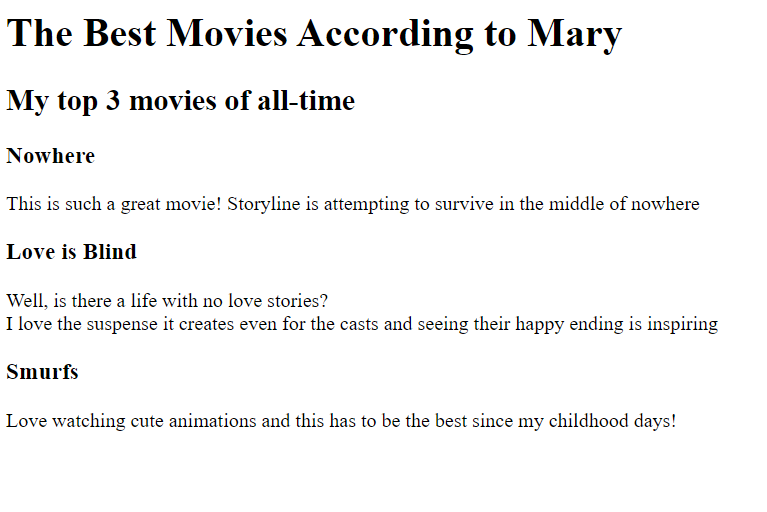 The Best Movies According to Mary
My top 3 movies of all-time
Nowhere
This is such a great movie! Storyline is attempting to survive in the middle of nowhere
Love is Blind
Well, is there a life with no love stories?
I love the suspense it creates even for the casts and seeing their happy ending is inspiring
Smurfs
Love watching cute animations and this has to be the best since my childhood days!